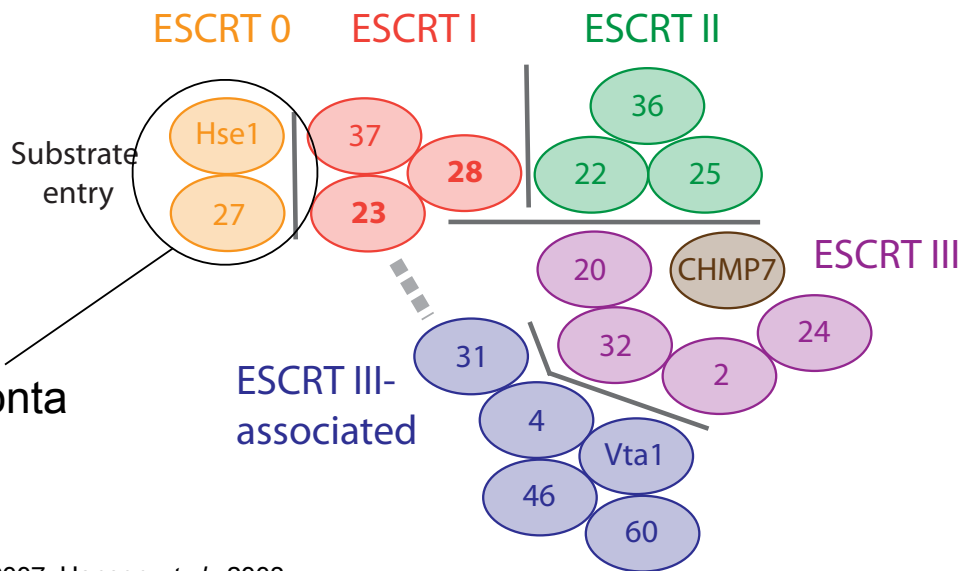 ESCRT 0
ESCRT I
ESCRT II
Substrate
entry
Hse1
27
37
28
23
36
22
25
ESCRT III
20
CHMP7
32
2
24
ESCRT III-
associated
31
4
Vta1
46
60
onta